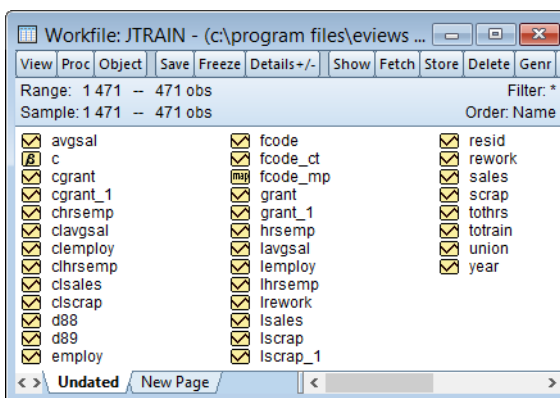 Workfile: JTRAIN - (c:\program files\eviews ...
View Proc Object Save Freeze Details+/- Show Fetch Store Delete Genr
Range: 1 471 -- 471 obs Filter: *
Sample: 1 471 -- 471 obs Order: Name
avgsal
β c
cgrant
cgrant_1
chrsemp
clavgsal
clemploy
clhrsemp
clsales
clscrap
d88
d89
employ
fcode
fcode_ct
map fcode_mp
grant
grant_1
hrsemp
lavgsal
lemploy
lhrsemp
lrework
lsales
lscrap
lscrap_1
resid
rework
sales
scrap
tothrs
totrain
union
year
Undated New Page